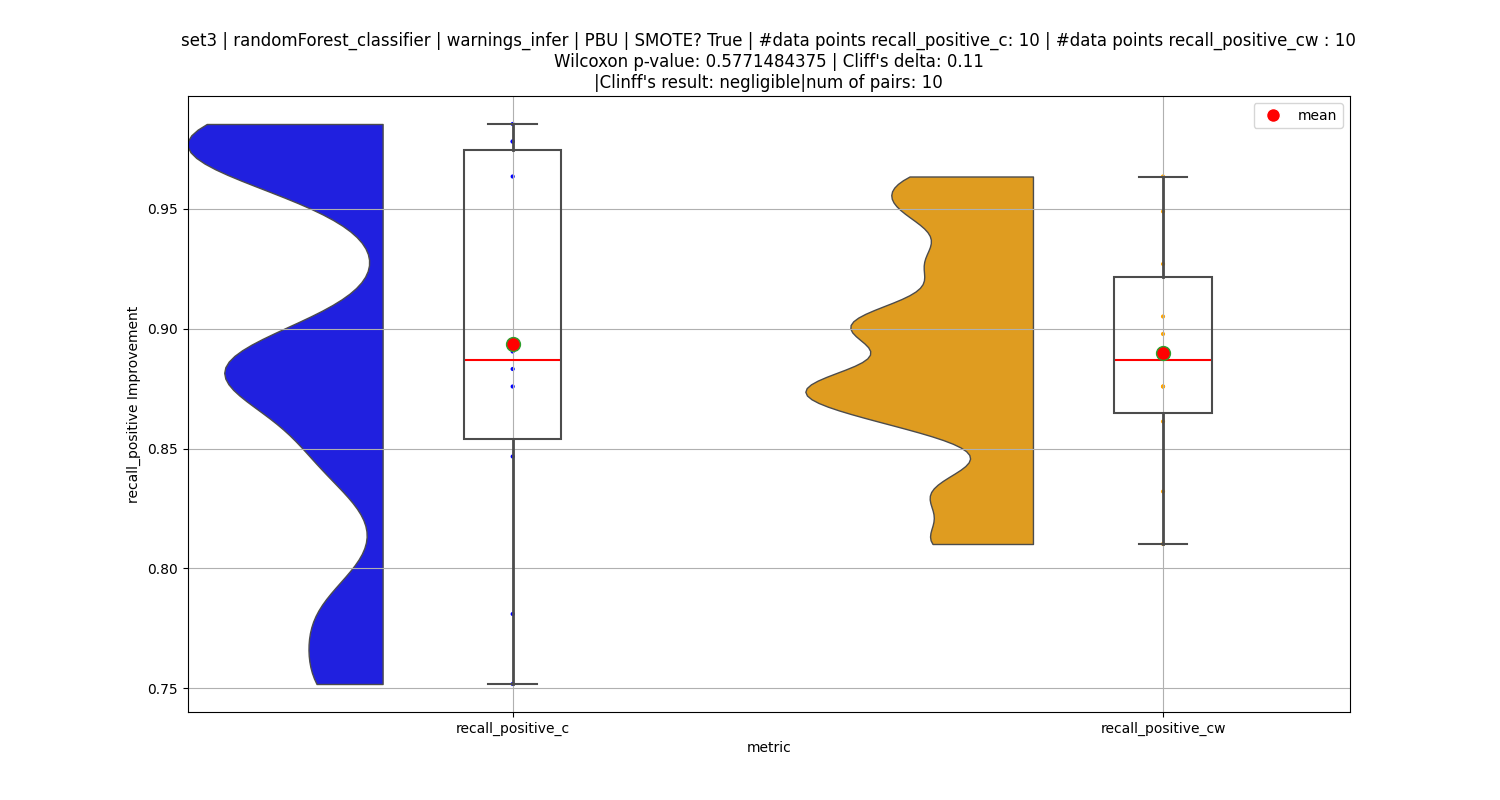 set3 | randomForest_classifier | warnings_infer | PBU | SMOTE? True | #data points recall_positive_c: 10 | #data points recall_positive_cw : 10
Wilcoxon p-value: 0.5771484375 | Cliff's delta: 0.11
|Clinff's result: negligible|num of pairs: 10
mean
0.95
0.90
0.85
0.80
0.75
recall_positive Improvement
recall_positive_c
recall_positive_cw
metric